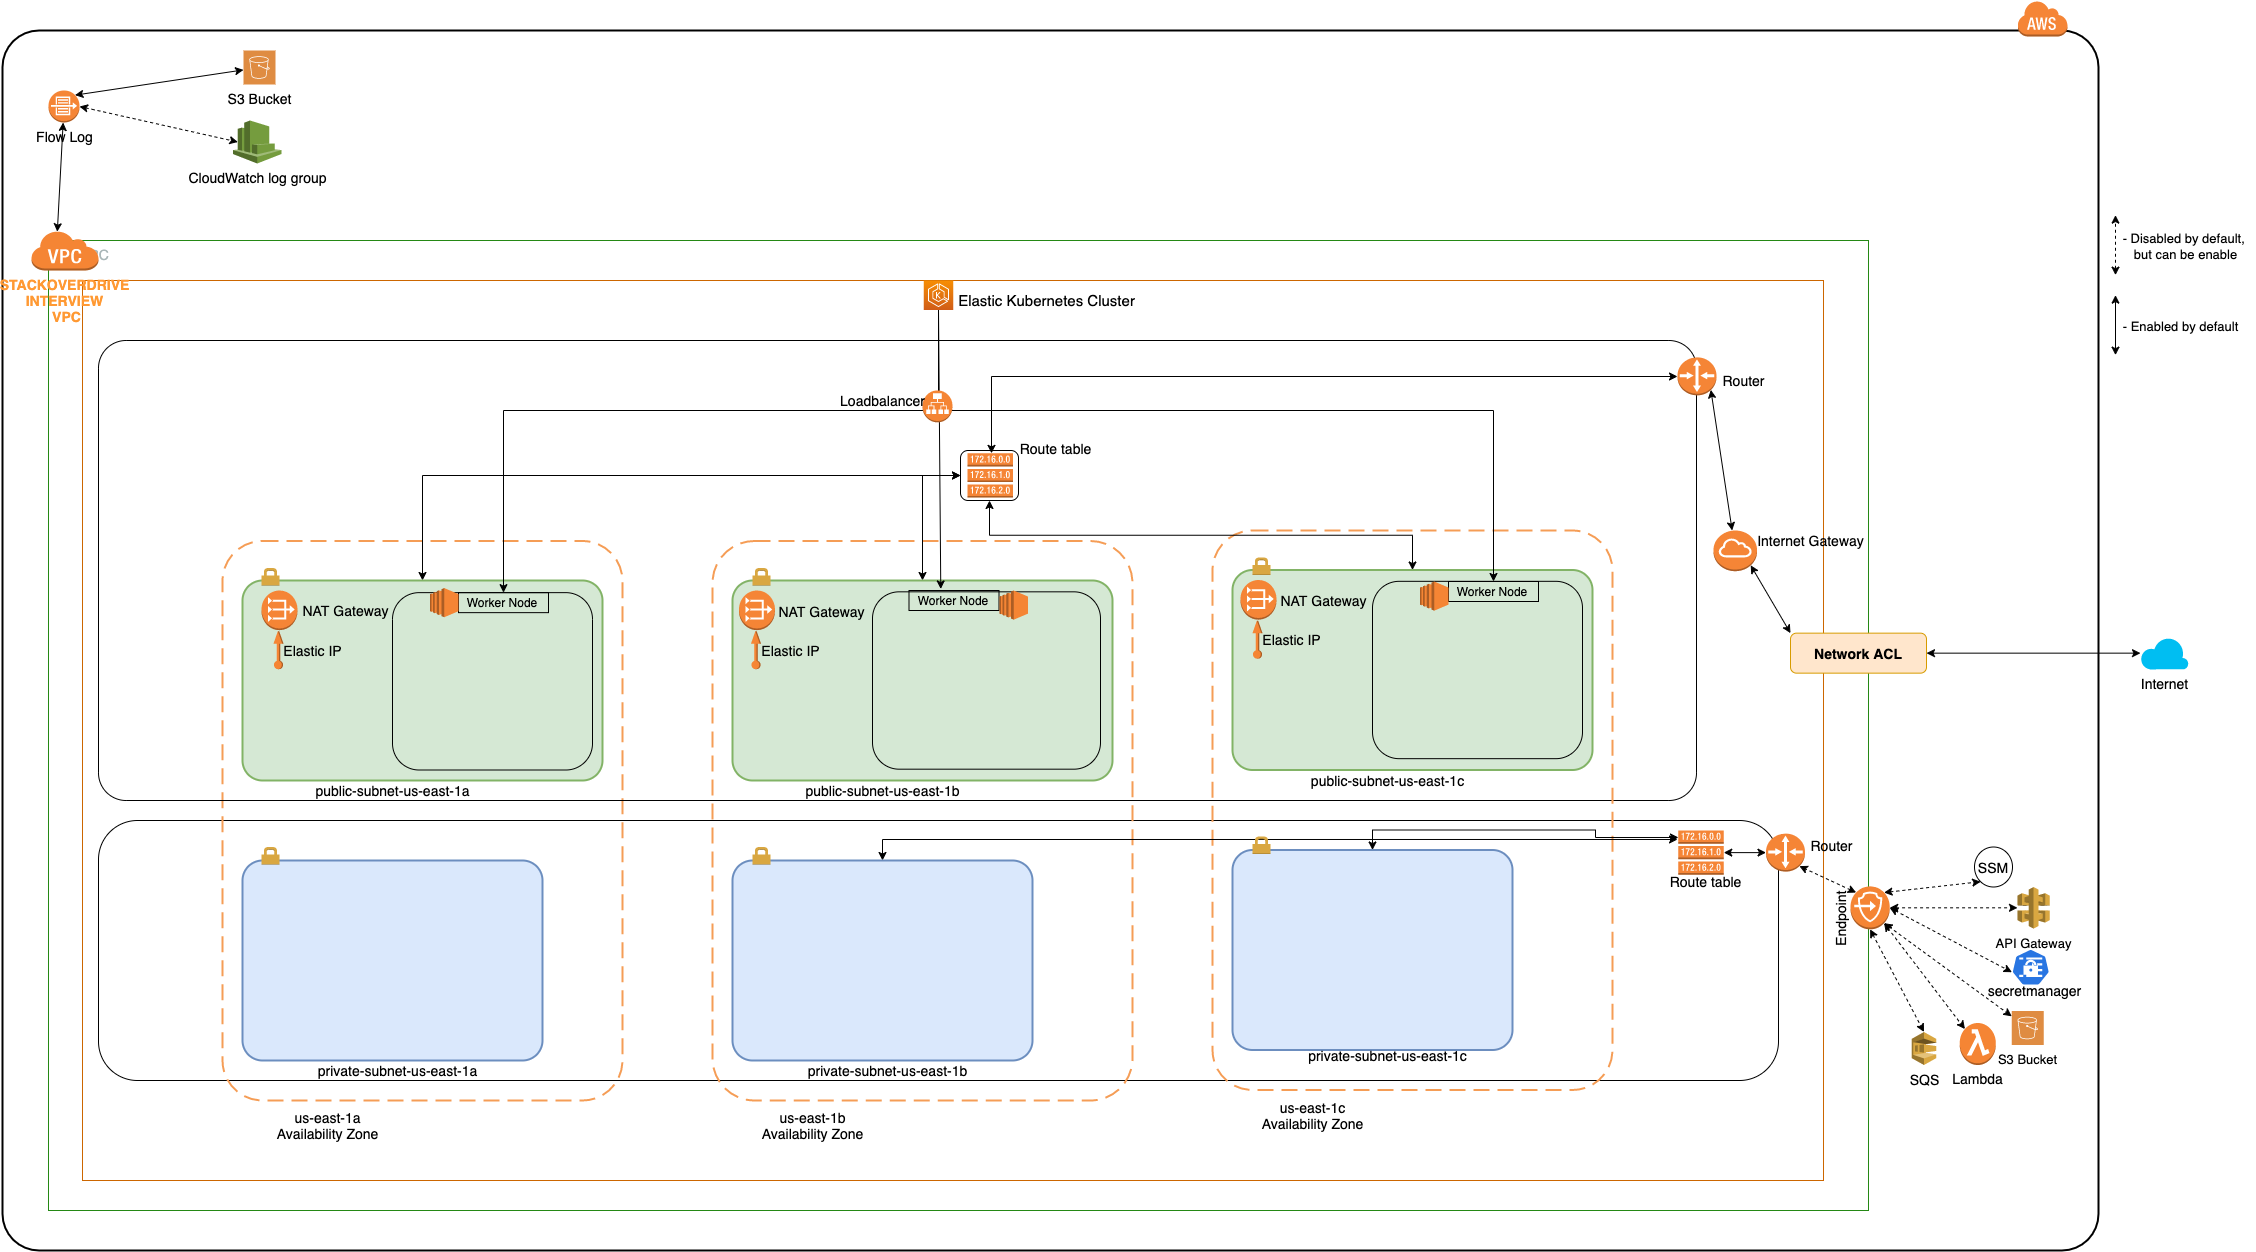 AWS
S3 Bucket
Flow Log
CloudWatch log group
VPC
C
STACKOVERDRIVE
INTERVIEW
VPC
- Disabled by default,
but can be enable
- Enabled by default
Elastic Kubernetes Cluster
Router
Loadbalancer
Route table
172.16.0.0
172.16.1.0
172.16.2.0
Internet Gateway
NAT Gateway
Worker Node
Elastic IP
NAT Gateway
Worker Node
Elastic IP
NAT Gateway
Worker Node
Elastic IP
Network ACL
Internet
public-subnet-us-east-1a
public-subnet-us-east-1b
public-subnet-us-east-1c
172.16.0.0
172.16.1.0
172.16.2.0
Route table
Router
Endpoint
SSM
API Gateway
secretmanager
S3 Bucket
Lambda
SQS
private-subnet-us-east-1a
private-subnet-us-east-1b
private-subnet-us-east-1c
us-east-1a
Availability Zone
us-east-1b
Availability Zone
us-east-1c
Availability Zone